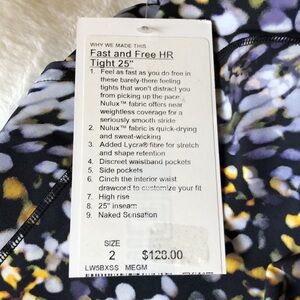 WHY WE MADE THIS
Fast and Free HR
Tight 25"
1. Feel as fast as you do free in
these barely-there feeling
tights that won't distract you
from picking up the pace.
Nulux™ fabric offers near
weightless coverage for a
seriously smooth stride
2. Nulux™ fabric is quick-drying
and sweat-wicking
3. Added Lycra® fibre for stretch
and shape retention
4. Discreet waistband pockets
5. Side pockets
6. Cinch the interior waist
drawcord to customize your fit
7. High rise
8. 25" inseam
9. Naked Sensation
SIZE
2 $128.00
LW5BXSS MEGM